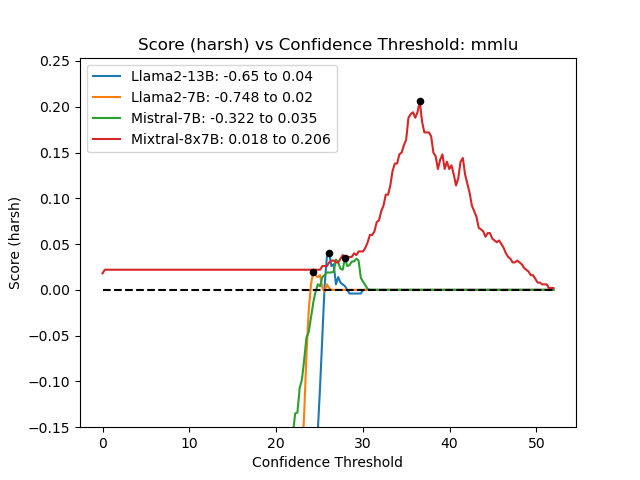 Score (harsh) vs Confidence Threshold: mmlu
Llama2-13B: -0.65 to 0.04
Llama2-7B: -0.748 to 0.02
Mistral-7B: -0.322 to 0.035
Mixtral-8x7B: 0.018 to 0.206
0.25
0.20
0.15
0.10
0.05
0.00
−0.05
−0.10
−0.15
Score (harsh)
0 10 20 30 40 50
Confidence Threshold